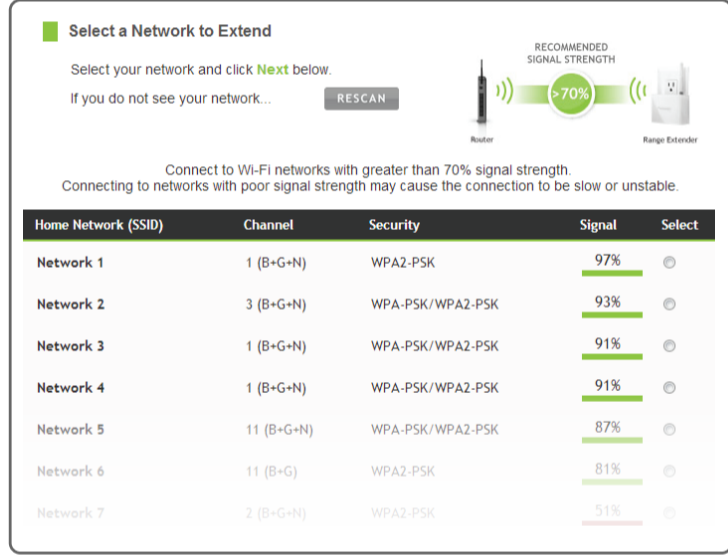 Select a Network to Extend
Select your network and click Next below.
If you do not see your network...
RESCAN
RECOMMENDED
SIGNAL STRENGTH
>70%
Router
Range Extender
Connect to Wi-Fi networks with greater than 70% signal strength.
Connecting to networks with poor signal strength may cause the connection to be slow or unstable.
Home Network (SSID) Channel Security Signal Select
Network 1 1 (B+G+N) WPA2-PSK 97%
Network 2 3 (B+G+N) WPA-PSK/WPA2-PSK 93%
Network 3 1 (B+G+N) WPA-PSK/WPA2-PSK 91%
Network 4 1 (B+G+N) WPA-PSK/WPA2-PSK 91%
Network 5 11 (B+G+N) WPA-PSK/WPA2-PSK 87%
Network 6 11 (B+G) WPA2-PSK 81%
Network 7 2 (B+G+N) WPA2-PSK 51%